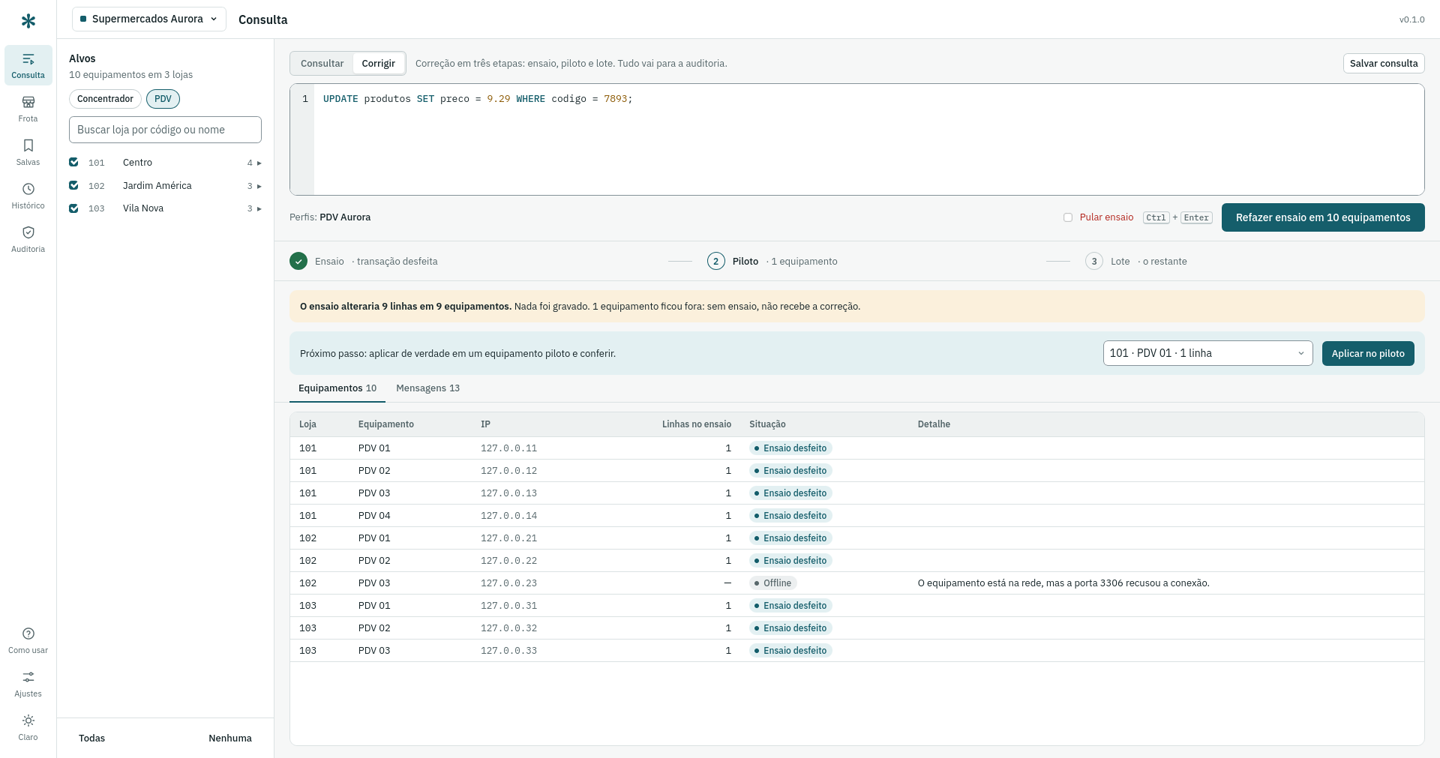 Supermercados Aurora
Consulta
v0.1.0
Consulta
Frota
Salvas
Histórico
Auditoria
Como usar
Ajustes
Claro
Alvos
10 equipamentos em 3 lojas
Concentrador PDV
Buscar loja por código ou nome
101 Centro 4 ▸
102 Jardim América 3 ▸
103 Vila Nova 3 ▸
Todas Nenhuma
Consultar Corrigir Correção em três etapas: ensaio, piloto e lote. Tudo vai para a auditoria. Salvar consulta
1 UPDATE produtos SET preco = 9.29 WHERE codigo = 7893;
Perfis: PDV Aurora Pular ensaio Ctrl + Enter Refazer ensaio em 10 equipamentos
Ensaio · transação desfeita 2 Piloto · 1 equipamento 3 Lote · o restante
O ensaio alteraria 9 linhas em 9 equipamentos. Nada foi gravado. 1 equipamento ficou fora: sem ensaio, não recebe a correção.
Próximo passo: aplicar de verdade em um equipamento piloto e conferir. 101 · PDV 01 · 1 linha Aplicar no piloto
Equipamentos 10 Mensagens 13
Loja Equipamento IP Linhas no ensaio Situação Detalhe
101 PDV 01 127.0.0.11 1 Ensaio desfeito
101 PDV 02 127.0.0.12 1 Ensaio desfeito
101 PDV 03 127.0.0.13 1 Ensaio desfeito
101 PDV 04 127.0.0.14 1 Ensaio desfeito
102 PDV 01 127.0.0.21 1 Ensaio desfeito
102 PDV 02 127.0.0.22 1 Ensaio desfeito
102 PDV 03 127.0.0.23 — Offline O equipamento está na rede, mas a porta 3306 recusou a conexão.
103 PDV 01 127.0.0.31 1 Ensaio desfeito
103 PDV 02 127.0.0.32 1 Ensaio desfeito
103 PDV 03 127.0.0.33 1 Ensaio desfeito